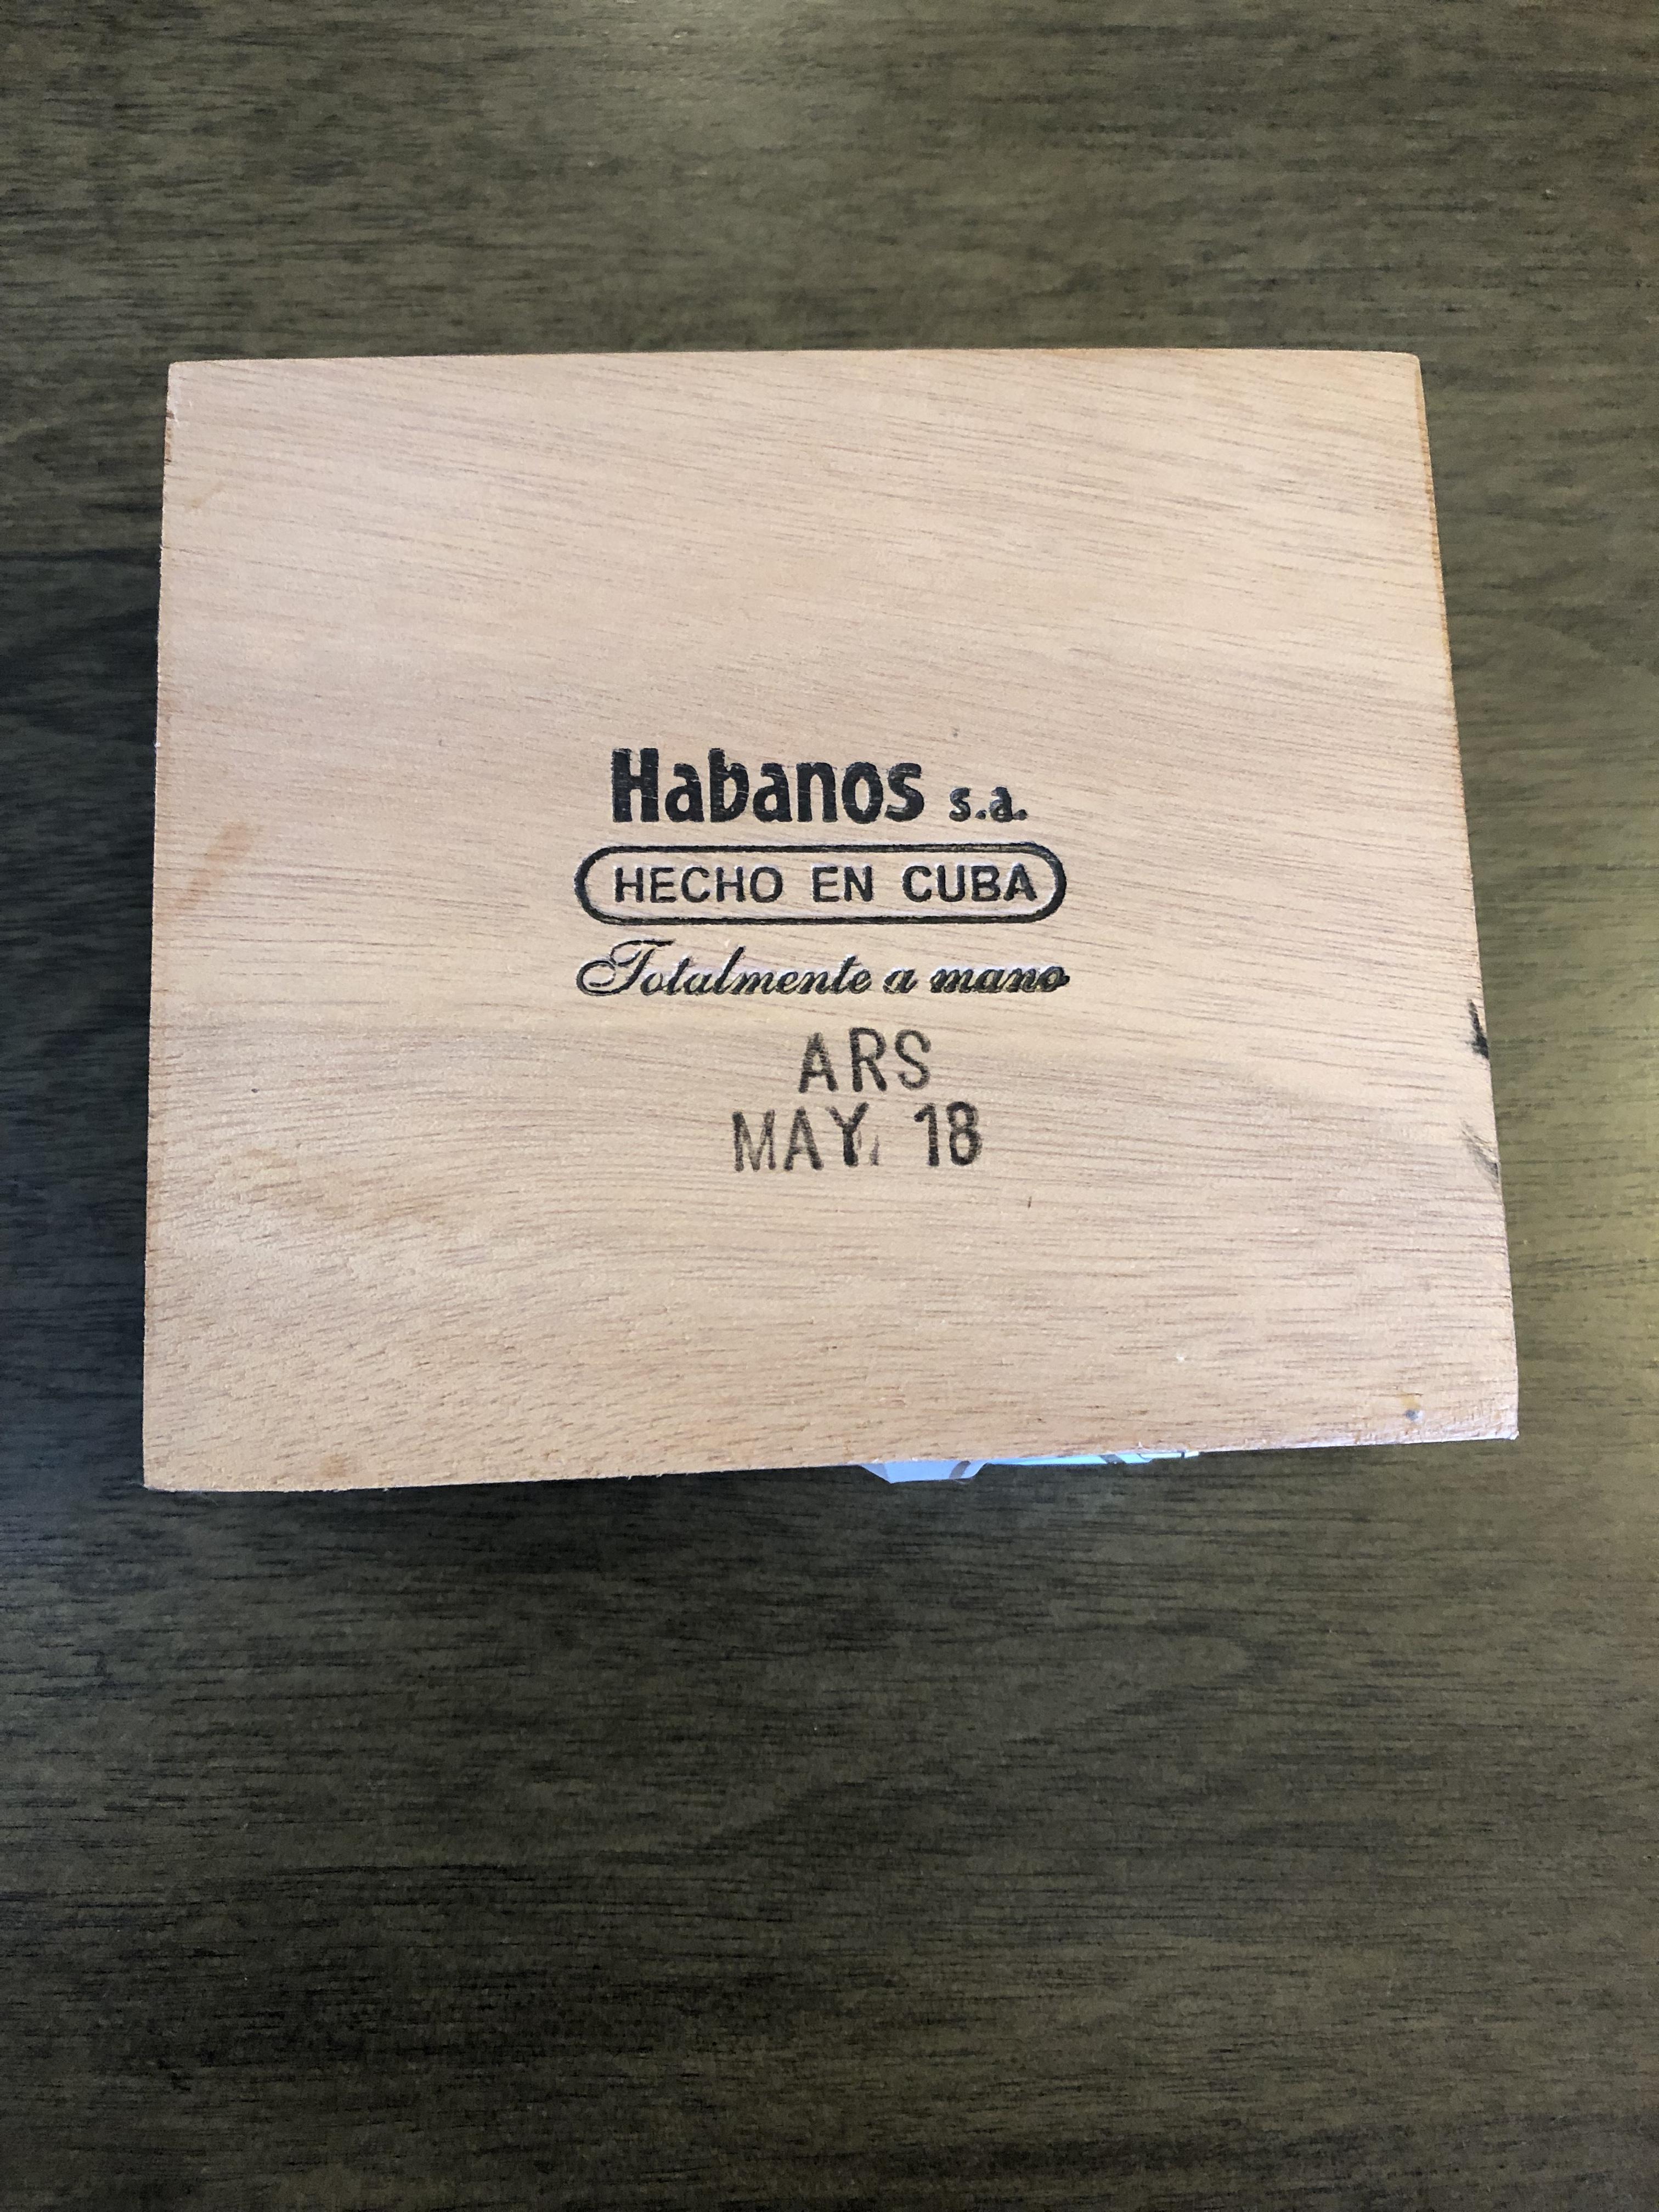 Habanos s.a.
HECHO EN CUBA
Totalmente a mano
ARS
MAY. 18